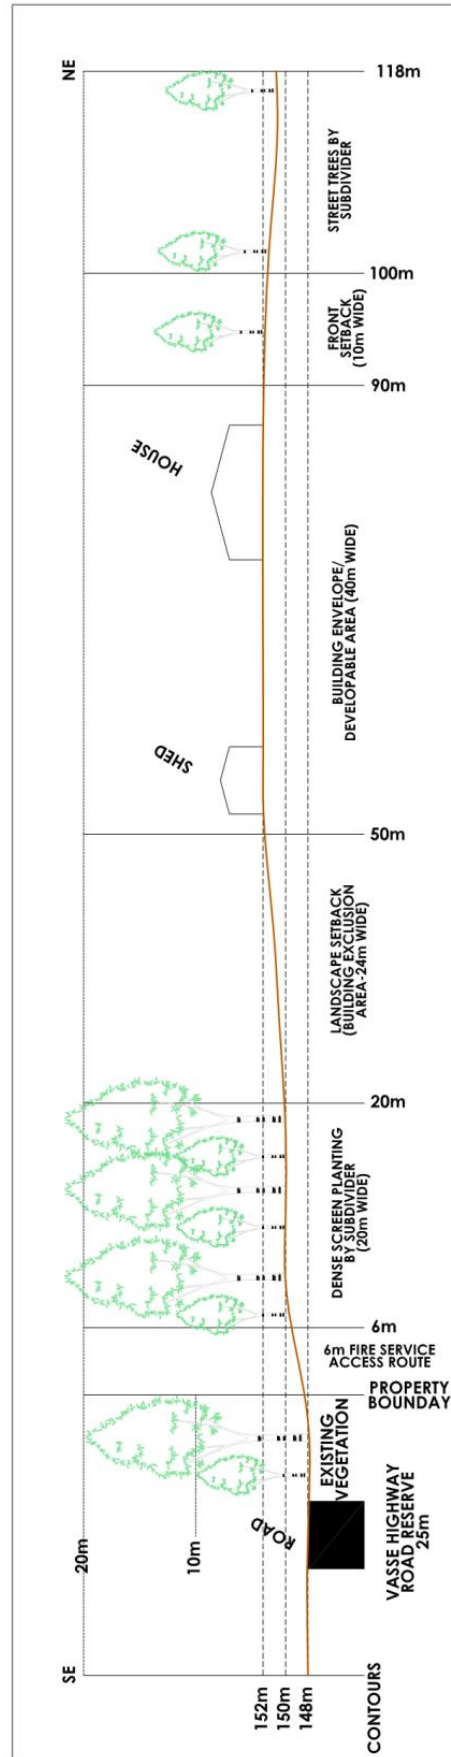 NE
118m
STREET TREES BY
SUBDIVIDER
100m
FRONT
SETBACK
(10m WIDE)
90m
HOUSE
BUILDING ENVELOPE/
DEVELOPABLE AREA (40m WIDE)
SHED
50m
LANDSCAPE SETBACK
(BUILDING EXCLUSION
AREA-24m WIDE)
20m
DENSE SCREEN PLANTING
BY SUBDIVIDER
(20m WIDE)
6m
6m FIRE SERVICE
ACCESS ROUTE
PROPERTY
BOUNDAY
EXISTING
VEGETATION
ROAD
VASSE HIGHWAY
ROAD RESERVE
25m
20m
10m
SE
152m
150m
148m
CONTOURS